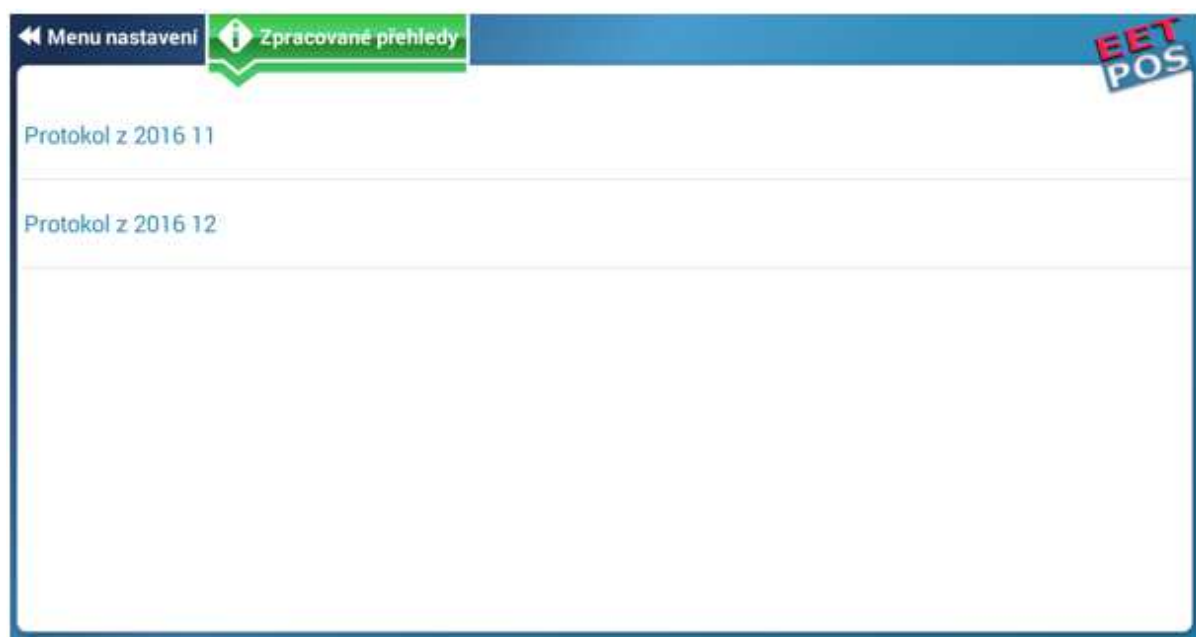 Menu nastavení
Zpracované přehledy
EET
POS
Protokol z 2016 11
Protokol z 2016 12